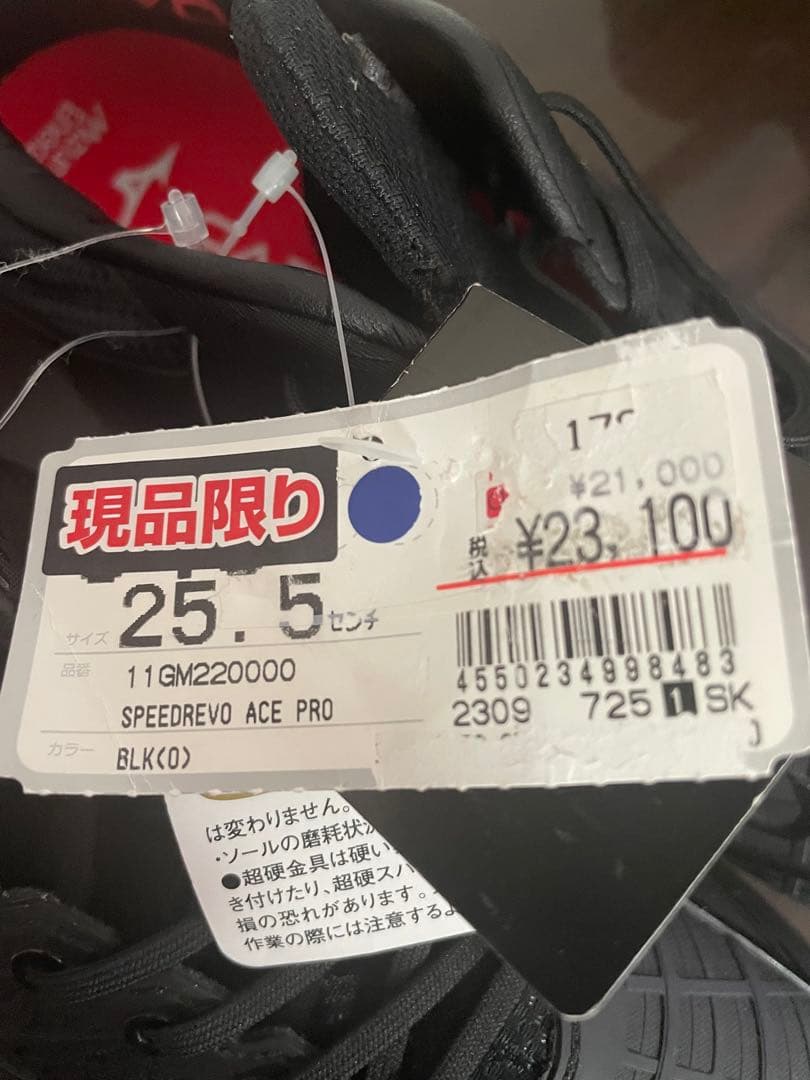 現品限り
サイズ 25.5センチ
品番 11GM220000
SPEEDREVO ACE PRO
カラー BLK(0)
¥21,000
税込 ¥23,100
4550234998483
2309 725 1 SK
は変わりません。
・ソールの磨耗状
●超硬金具は硬い
き付けたり、超硬スパ
損の恐れがあります。
作業の際には注意するよ